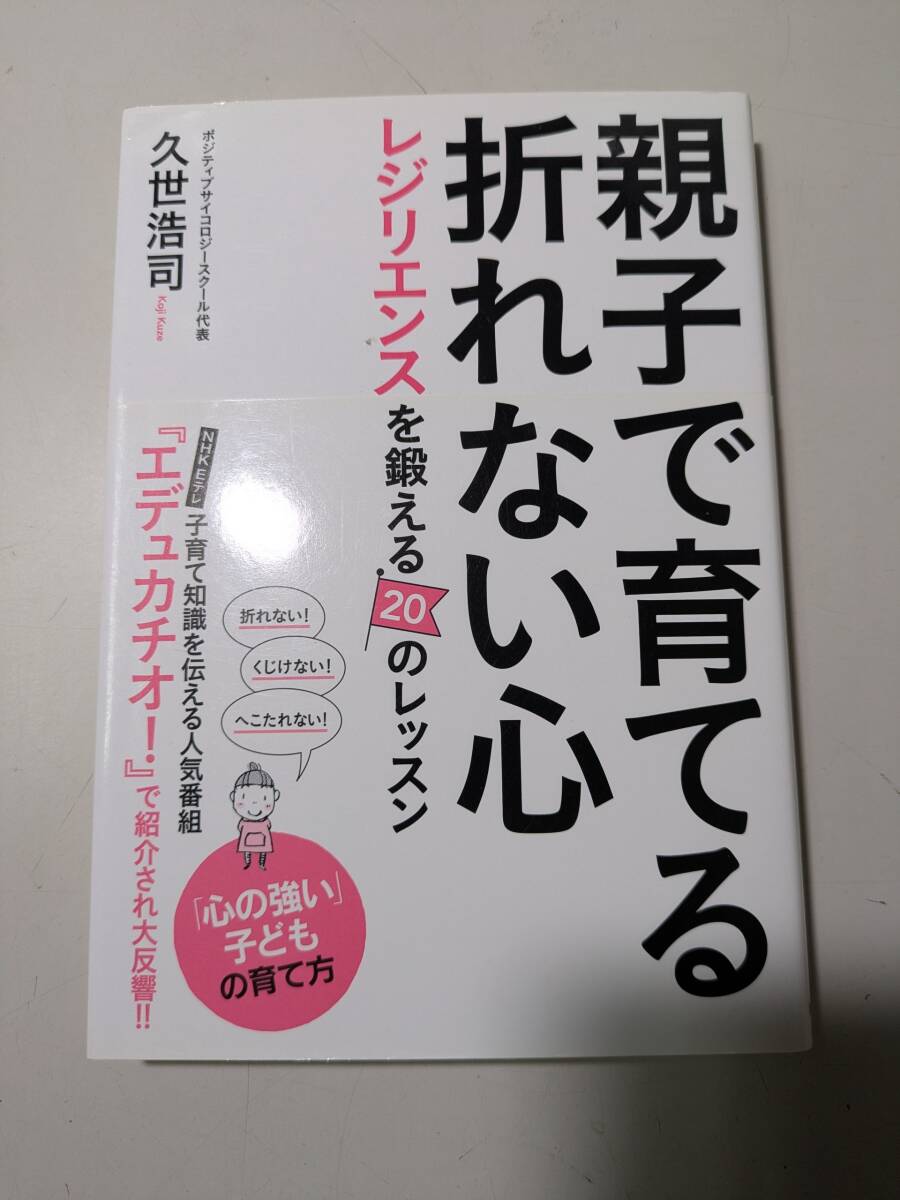 親子で育てる
折れない心
レジリエンスを鍛える20のレッスン
ポジティブサイコロジースクール代表
久世浩司
Koji Kuze
NHK Eテレ
子育て知識を伝える人気番組
『エデュカチオ!』で紹介され大反響!!
折れない!
くじけない!
へこたれない!
「心の強い」
子ども
の育て方